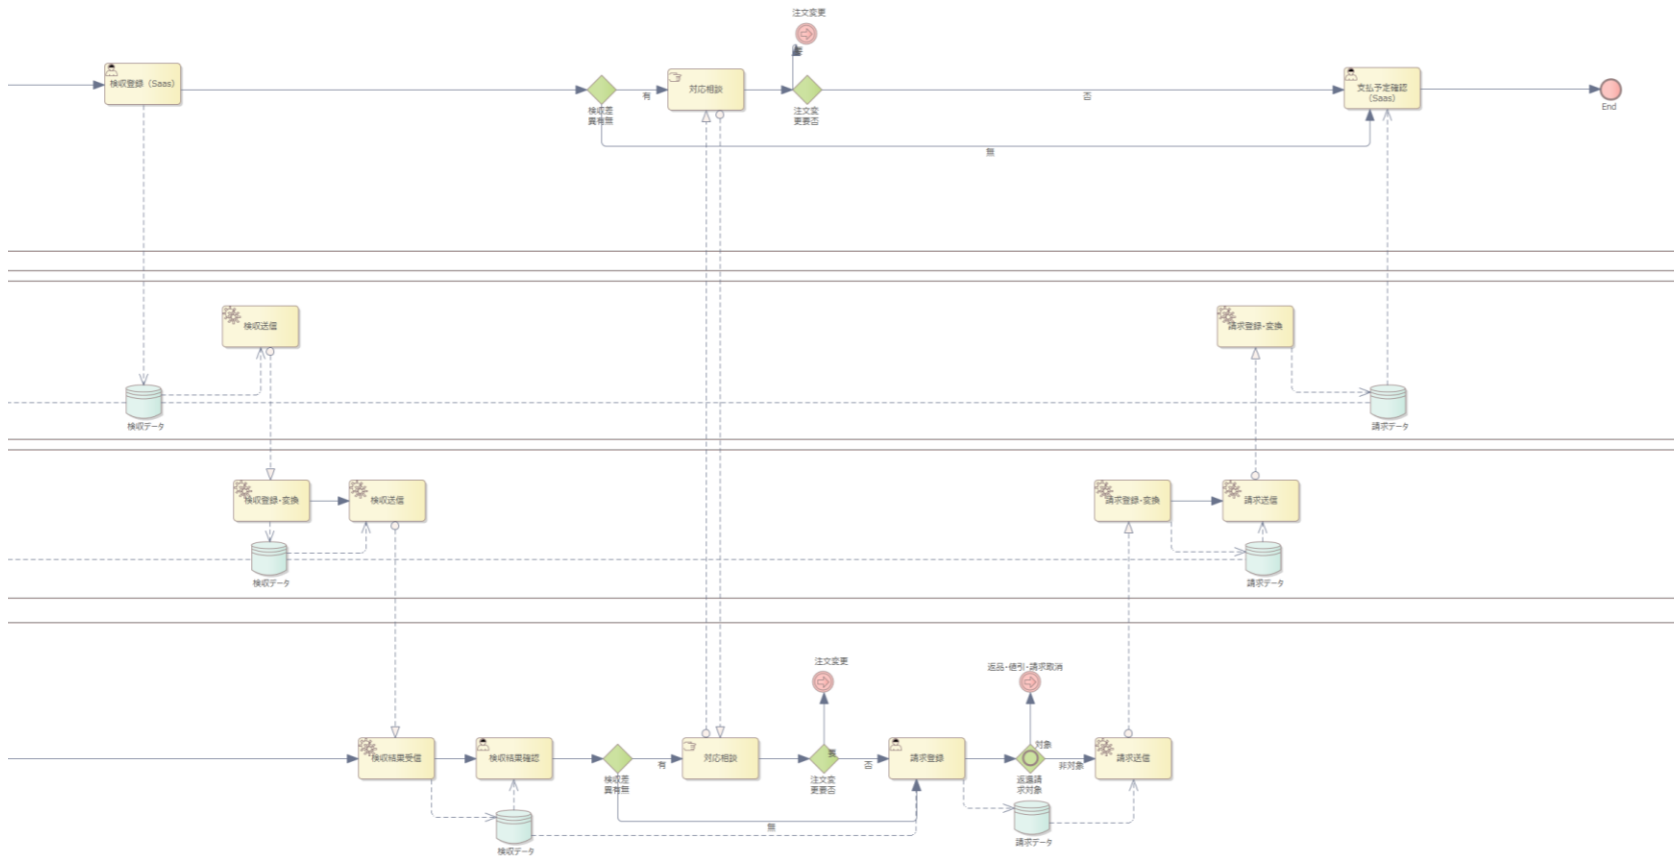 注文変更
検収登録（Saas）
有
検収差
異有無
対応相談
要
注文変
更要否
否
支払予定確認
（Saas）
End
無
検収送信
検収データ
請求登録-変換
請求データ
検収登録-変換
検収送信
検収データ
請求登録-変換
請求送信
請求データ
注文変更
返品-値引-請求取消
検収結果受信
検収結果確認
検収差
異有無
有
対応相談
要
注文変
更要否
否
請求登録
対象
非対象
求対象
請求送信
無
検収データ
請求データ